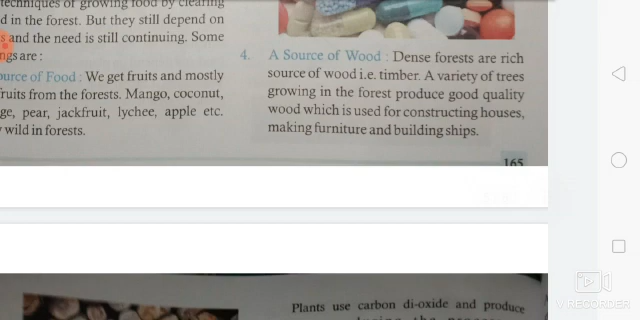 techniques of growing food by clearing
d in the forest. But they still depend on
s and the need is still continuing. Some
ngs are :
ource of Food : We get fruits and mostly
fruits from the forests. Mango, coconut,
ge, pear, jackfruit, lychee, apple etc.
wild in forests.
4. A Source of Wood : Dense forests are rich
source of wood i.e. timber. A variety of trees
growing in the forest produce good quality
wood which is used for constructing houses,
making furniture and building ships.
165
Plants use carbon di-oxide and produce
V RECORDER